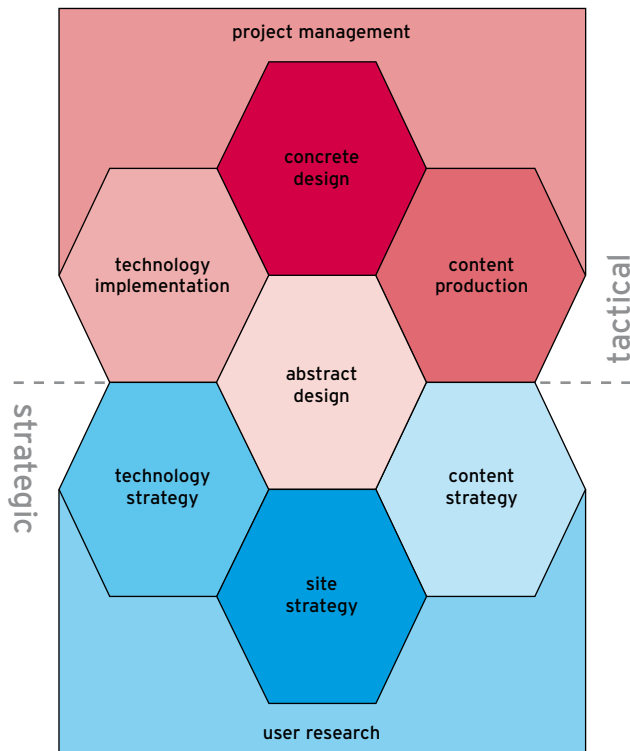 project management
concrete
design
technology
implementation
content
production
tactical
abstract
design
strategic
technology
strategy
content
strategy
site
strategy
user research